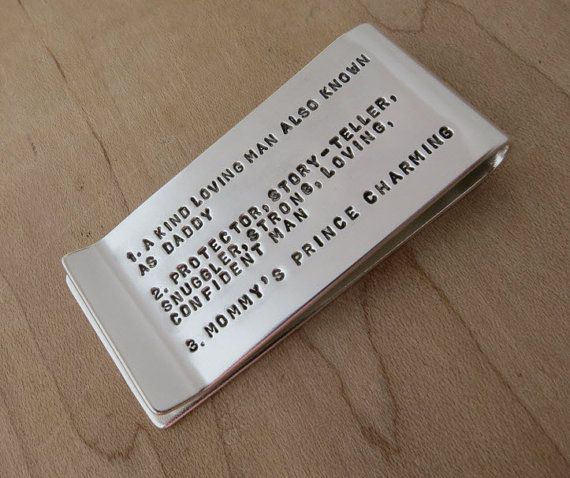 1. A KIND LOVING MAN ALSO KNOWN
AS DADDY
2. PROTECTOR, STORY-TELLER,
SNUGGLER, STRONG, LOVING,
CONFIDENT MAN
3. MOMMY'S PRINCE CHARMING